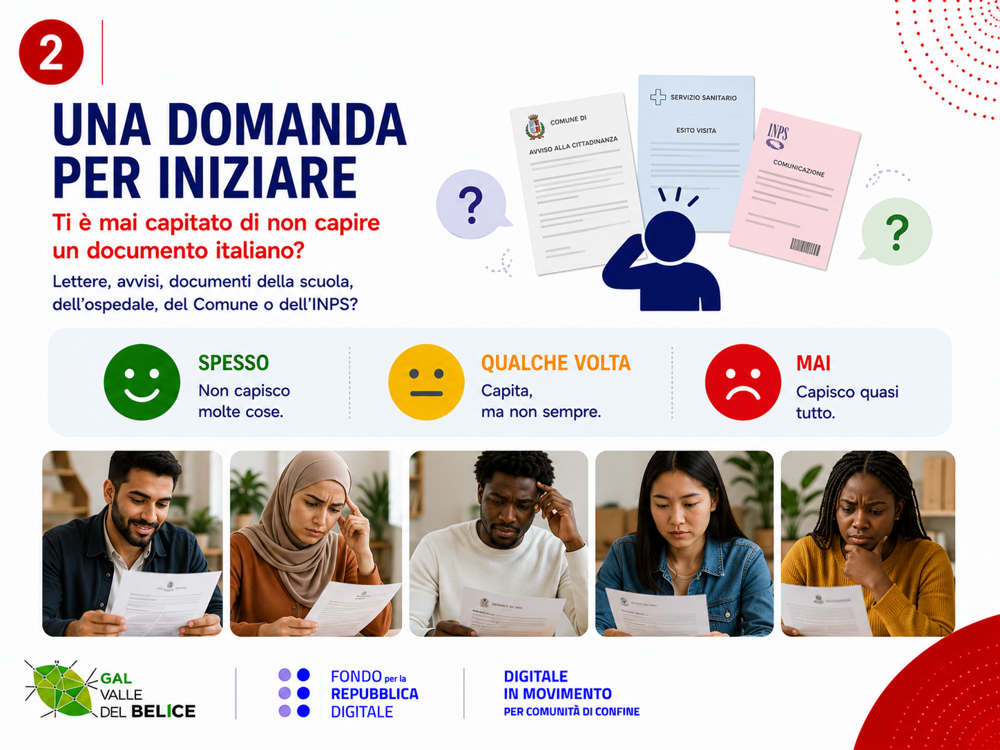 2
UNA DOMANDA
PER INIZIARE
Ti è mai capitato di non capire
un documento italiano?
Lettere, avvisi, documenti della scuola,
dell'ospedale, del Comune o dell'INPS?
?
COMUNE DI
AVVISO ALLA CITTADINANZA
SERVIZIO SANITARIO
ESITO VISITA
INPS
COMUNICAZIONE
?
SPESSO
Non capisco
molte cose.
QUALCHE VOLTA
Capita,
ma non sempre.
MAI
Capisco quasi
tutto.
GAL
VALLE
DEL BELICE
FONDO per la
REPUBBLICA
DIGITALE
DIGITALE
IN MOVIMENTO
PER COMUNITÀ DI CONFINE